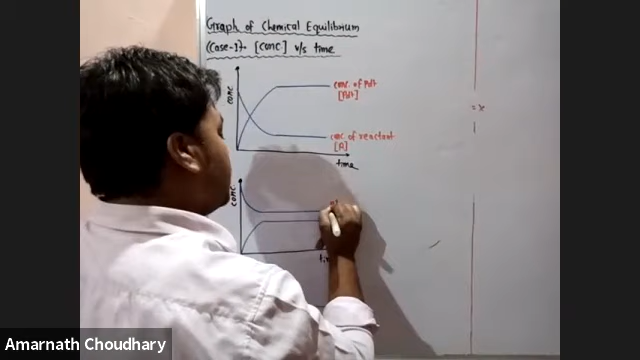 Graph of Chemical Equilibrium
(Case-I)→ [conc.] v/s time
conc.
conc. of Pdt
[Pdt]
= x
conc. of reactant
[R]
time
conc.
Amarnath Choudhary